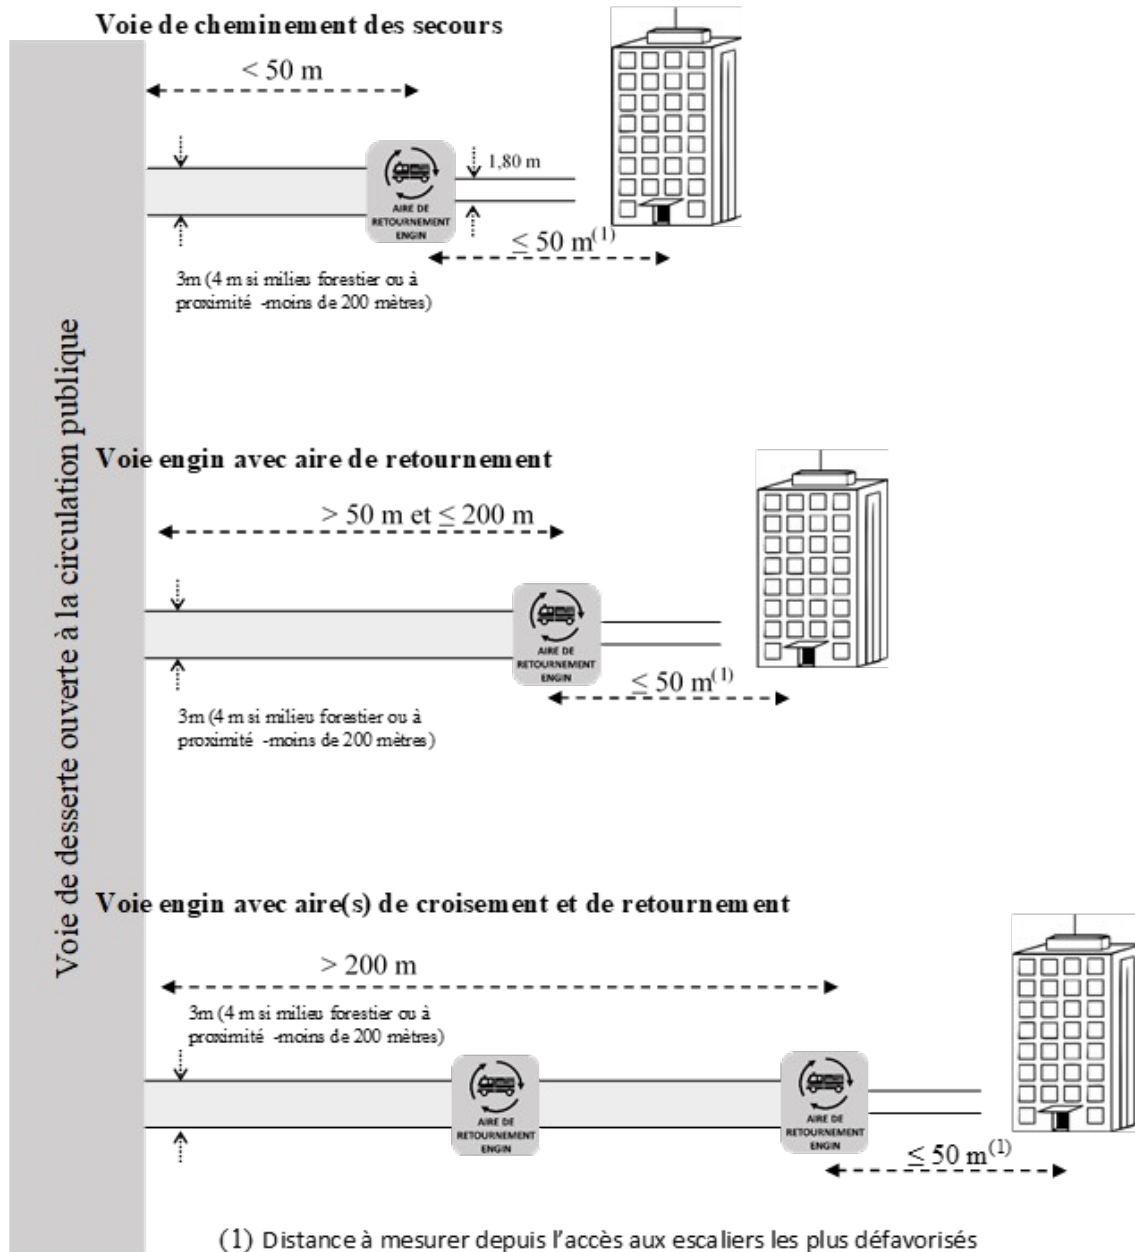 Voie de cheminement des secours
< 50 m
1,80 m
AIRE DE
RETOURNEMENT
ENGIN
≤ 50 m(1)
3m (4 m si milieu forestier ou à
proximité -moins de 200 mètres)
Voie de desserte ouverte à la circulation publique
Voie engin avec aire de retournement
> 50 m et ≤ 200 m
AIRE DE
RETOURNEMENT
ENGIN
≤ 50 m(1)
3m (4 m si milieu forestier ou à
proximité -moins de 200 mètres)
Voie engin avec aire(s) de croisement et de retournement
> 200 m
3m (4 m si milieu forestier ou à
proximité -moins de 200 mètres)
AIRE DE
RETOURNEMENT
ENGIN
AIRE DE
RETOURNEMENT
ENGIN
≤ 50 m(1)
(1) Distance à mesurer depuis l'accès aux escaliers les plus défavorisés